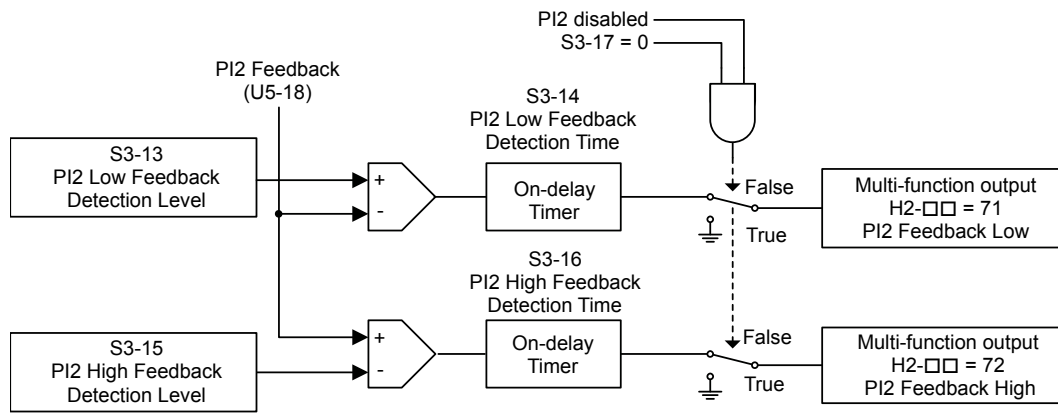 PI2 disabled
S3-17 = 0
PI2 Feedback
(U5-18)
S3-14
PI2 Low Feedback
Detection Time
S3-13
PI2 Low Feedback
Detection Level
+
-
On-delay
Timer
False
True
Multi-function output
H2-□□ = 71
PI2 Feedback Low
S3-16
PI2 High Feedback
Detection Time
S3-15
PI2 High Feedback
Detection Level
+
-
On-delay
Timer
False
True
Multi-function output
H2-□□ = 72
PI2 Feedback High